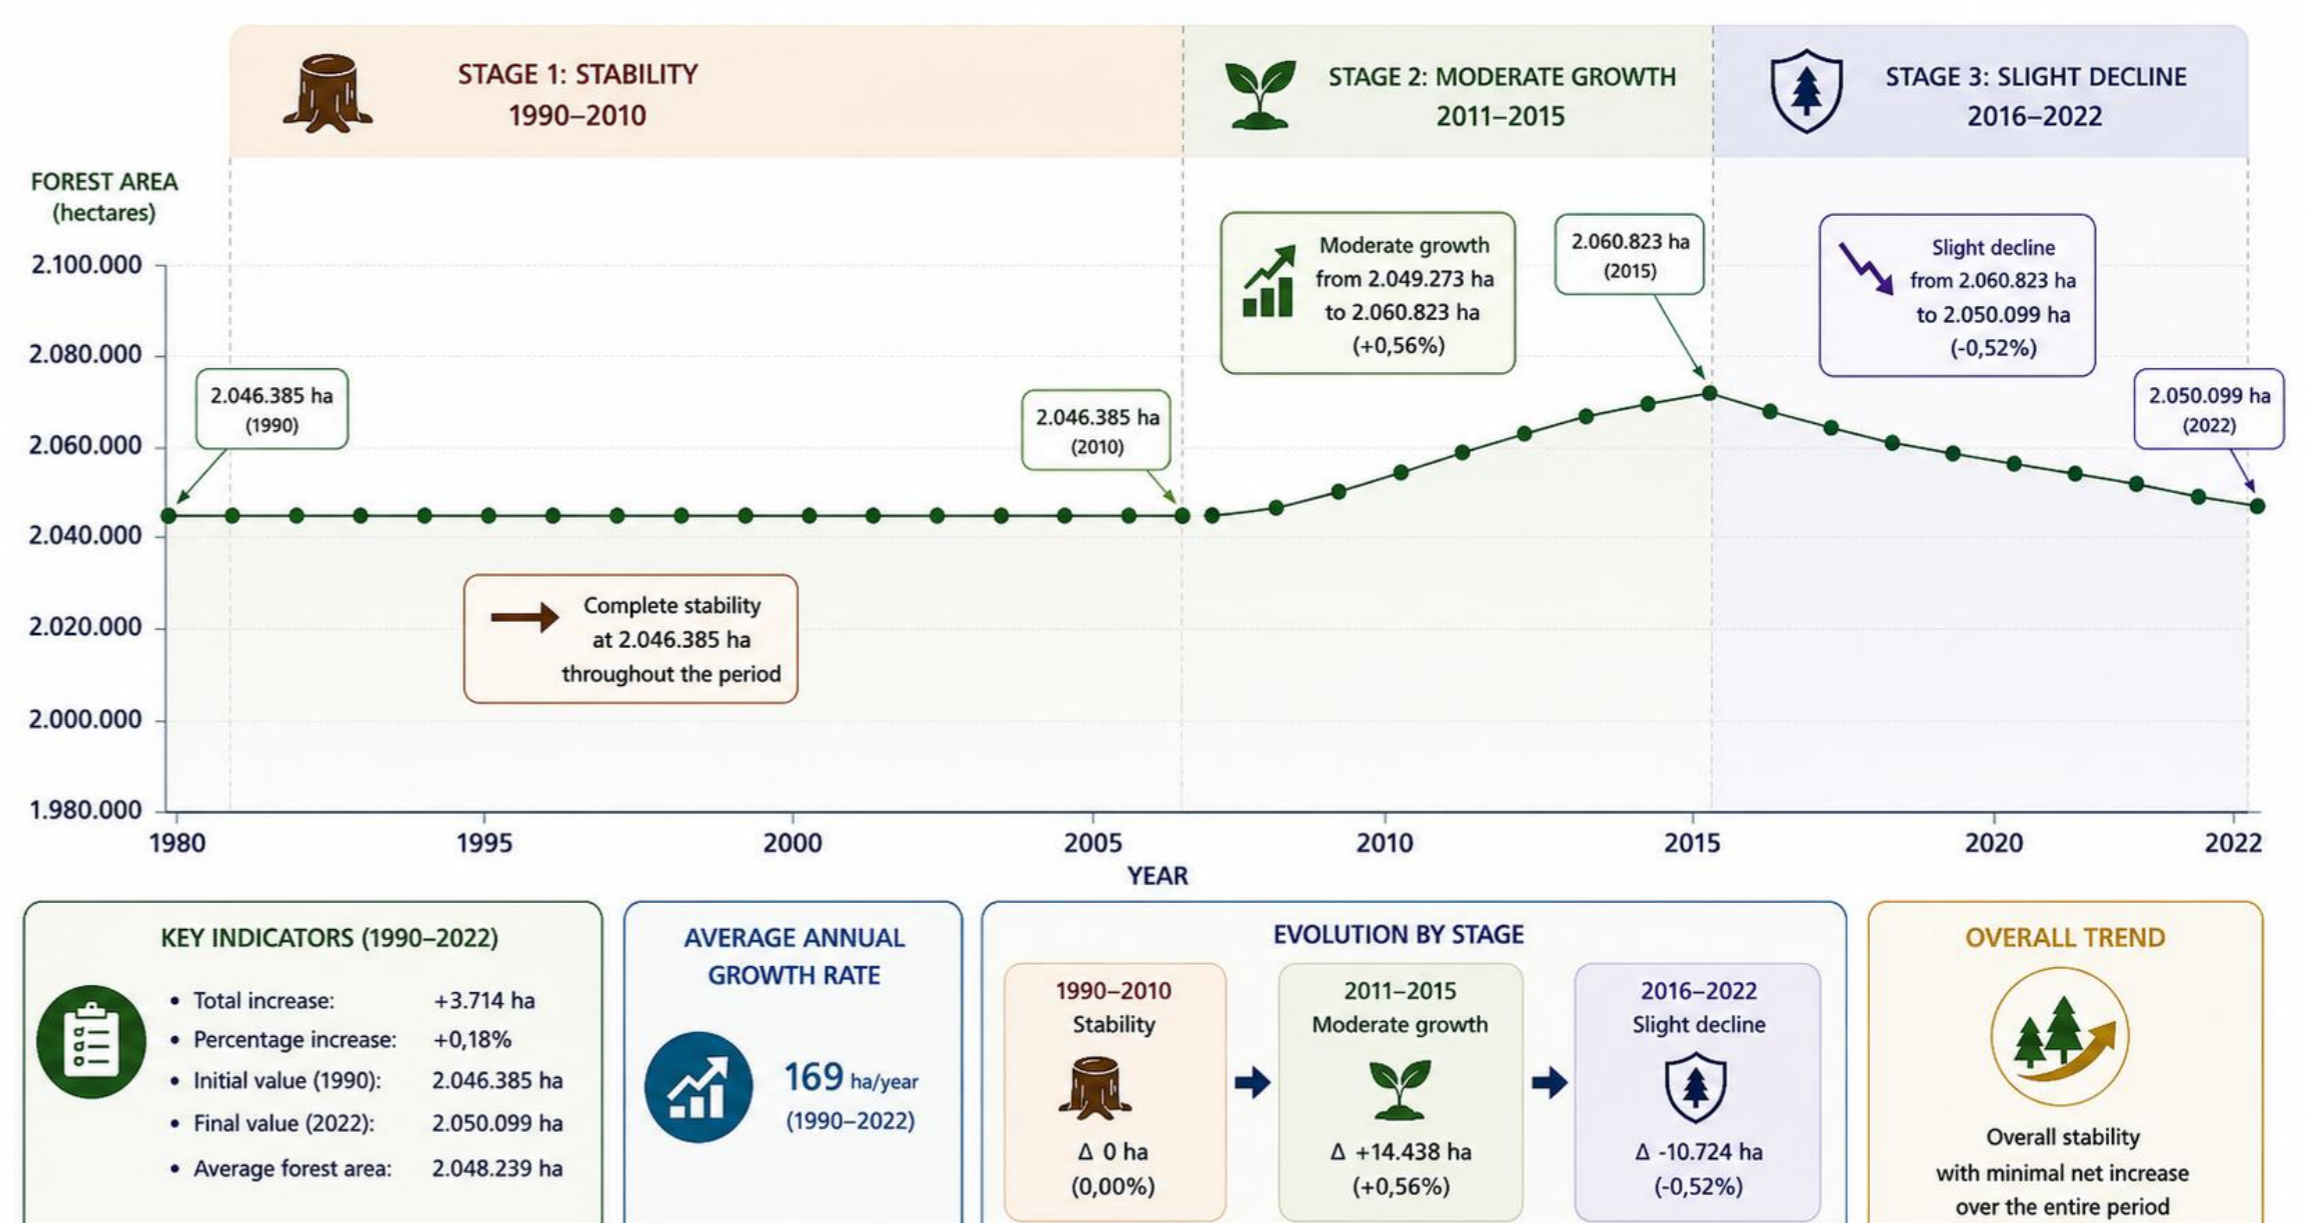 STAGE 1: STABILITY
1990–2010
STAGE 2: MODERATE GROWTH
2011–2015
STAGE 3: SLIGHT DECLINE
2016–2022
FOREST AREA
(hectares)
2.100.000
2.080.000
2.060.000
2.040.000
2.020.000
2.000.000
1.980.000
2.046.385 ha
(1990)
2.046.385 ha
(2010)
Moderate growth
from 2.049.273 ha
to 2.060.823 ha
(+0,56%)
2.060.823 ha
(2015)
Slight decline
from 2.060.823 ha
to 2.050.099 ha
(-0,52%)
2.050.099 ha
(2022)
Complete stability
at 2.046.385 ha
throughout the period
1980 1995 2000 2005 2010 2015 2020 2022
YEAR
KEY INDICATORS (1990–2022)
• Total increase: +3.714 ha
• Percentage increase: +0,18%
• Initial value (1990): 2.046.385 ha
• Final value (2022): 2.050.099 ha
• Average forest area: 2.048.239 ha
AVERAGE ANNUAL
GROWTH RATE
169 ha/year
(1990–2022)
EVOLUTION BY STAGE
1990–2010
Stability
Δ 0 ha
(0,00%)
2011–2015
Moderate growth
Δ +14.438 ha
(+0,56%)
2016–2022
Slight decline
Δ -10.724 ha
(-0,52%)
OVERALL TREND
Overall stability
with minimal net increase
over the entire period